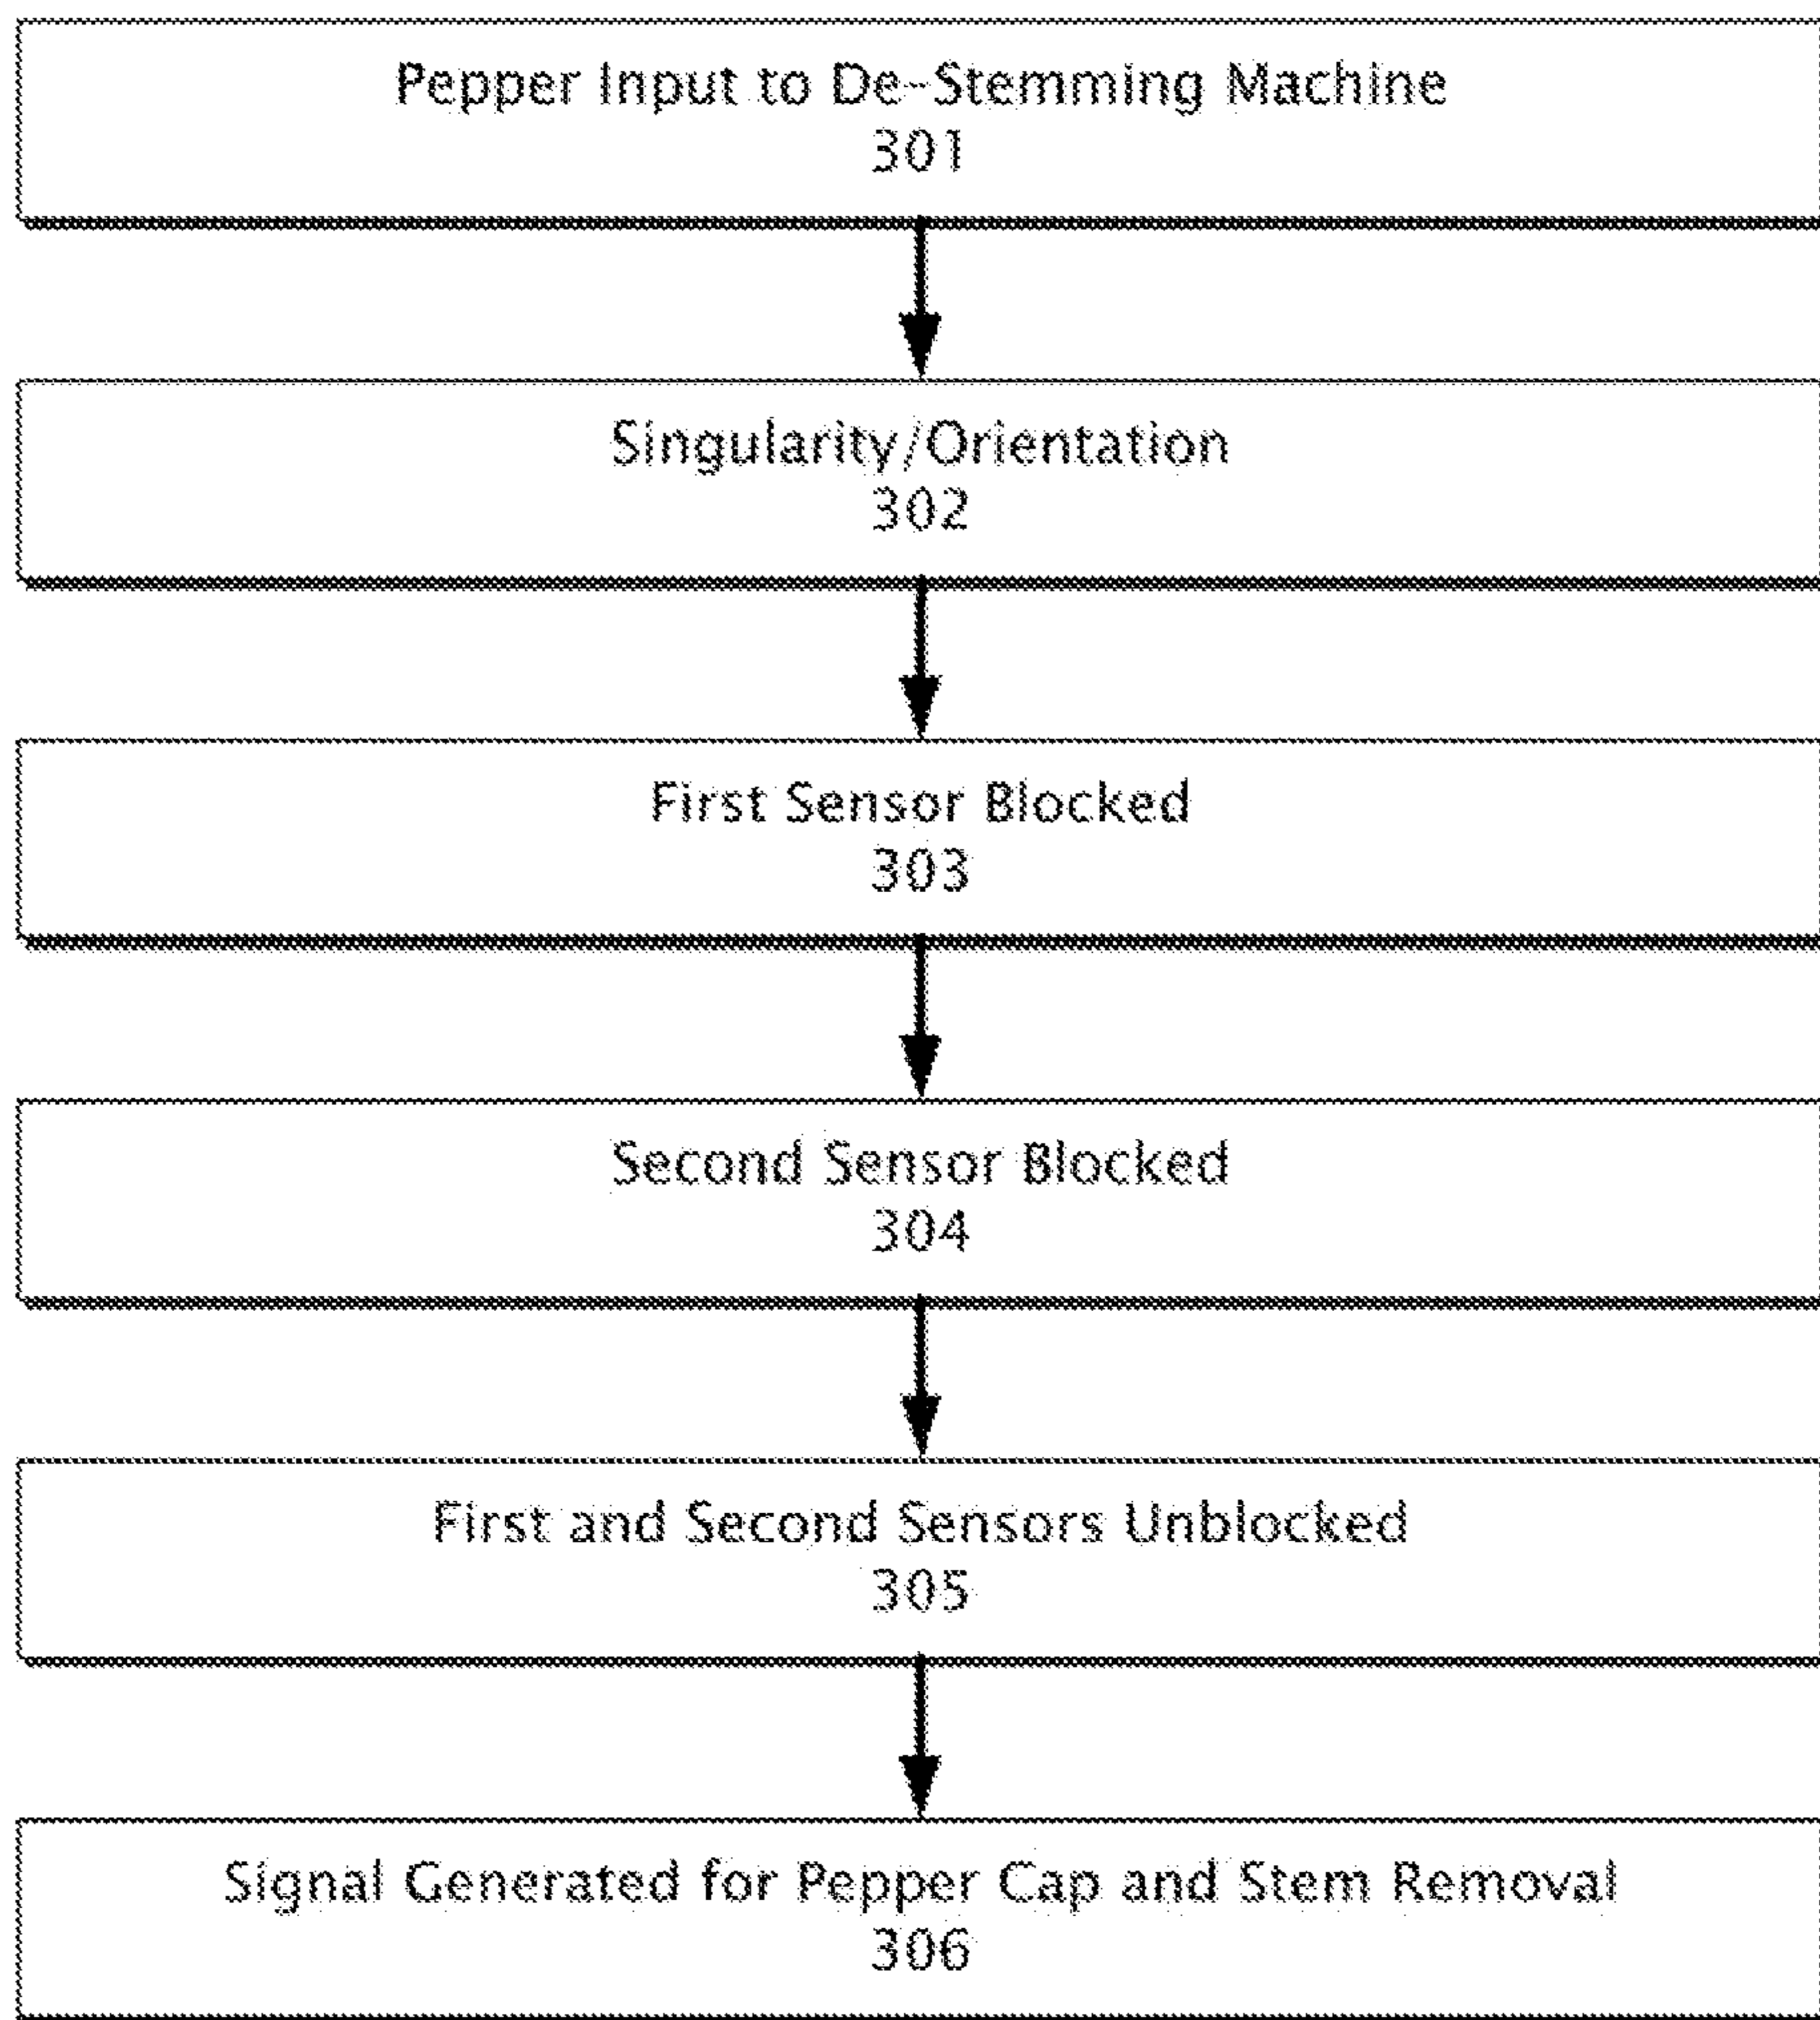 Pepper Input to De-Stemming Machine
301
Singularity/Orientation
302
First Sensor Blocked
303
Second Sensor Blocked
304
First and Second Sensors Unblocked
305
Signal Generated for Pepper Cap and Stem Removal
306